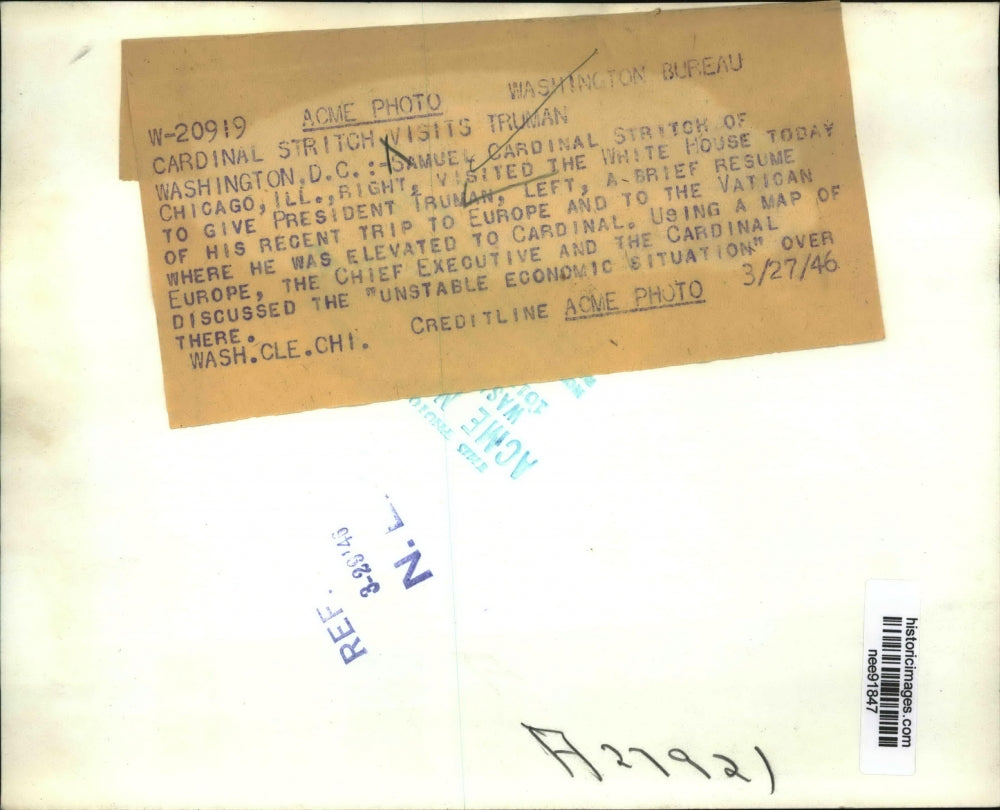 WASHINGTON BUREAU
W-20919 ACME PHOTO
CARDINAL STRITCH VISITS TRUMAN
WASHINGTON.D.C.:-SAMUEL CARDINAL STRITCH OF
CHICAGO, ILL., RIGHT, VISITED THE WHITE HOUSE TODAY
TO GIVE PRESIDENT TRUMAN, LEFT, A BRIEF RESUME
OF HIS RECENT TRIP TO EUROPE AND TO THE VATICAN
WHERE HE WAS ELEVATED TO CARDINAL. USING A MAP OF
EUROPE, THE CHIEF EXECUTIVE AND THE CARDINAL
DISCUSSED THE "UNSTABLE ECONOMIC SITUATION" OVER
THERE.
WASH.CLE.CHI. CREDITLINE ACME PHOTO 3/27/46
THIS PHOTO
ACME
WAS
REF.
N.
historicimages.com
nee91847
A27921